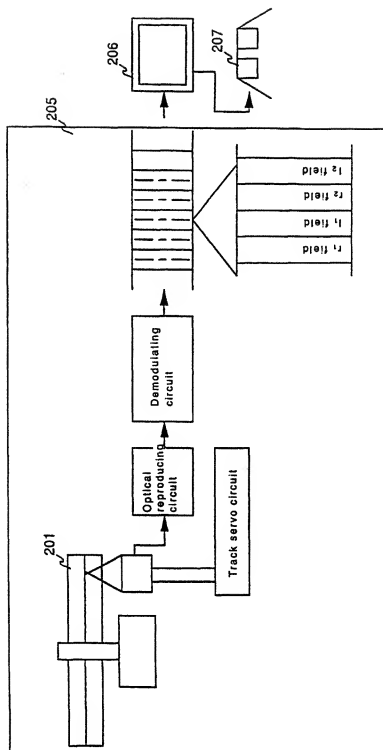 205
206
207
201
Optical
reproducing
circuit
Demodulating
circuit
Track servo circuit
r₁ field
l₁ field
r₂ field
l₂ field